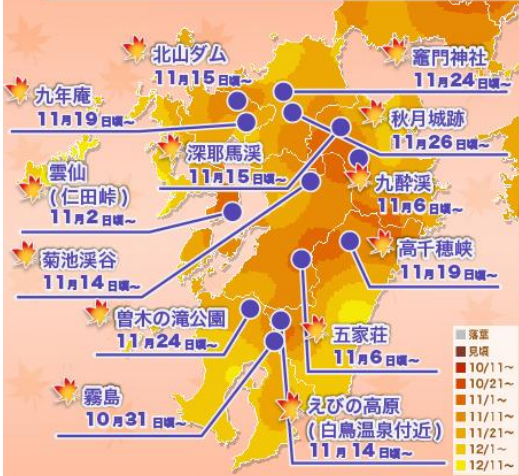 北山ダム
11月15日頃～
竈門神社
11月24日頃～
九年庵
11月19日頃～
秋月城跡
11月26日頃～
深耶馬渓
11月15日頃～
雲仙
(仁田峠)
11月2日頃～
九酔渓
11月6日頃～
菊池渓谷
11月14日頃～
高千穂峡
11月19日頃～
曽木の滝公園
11月24日頃～
五家荘
11月6日頃～
霧島
10月31日頃～
えびの高原
(白鳥温泉付近)
11月14日頃～
落葉
見頃
10/11～
10/21～
11/1～
11/11～
11/21～
12/1～
12/11～